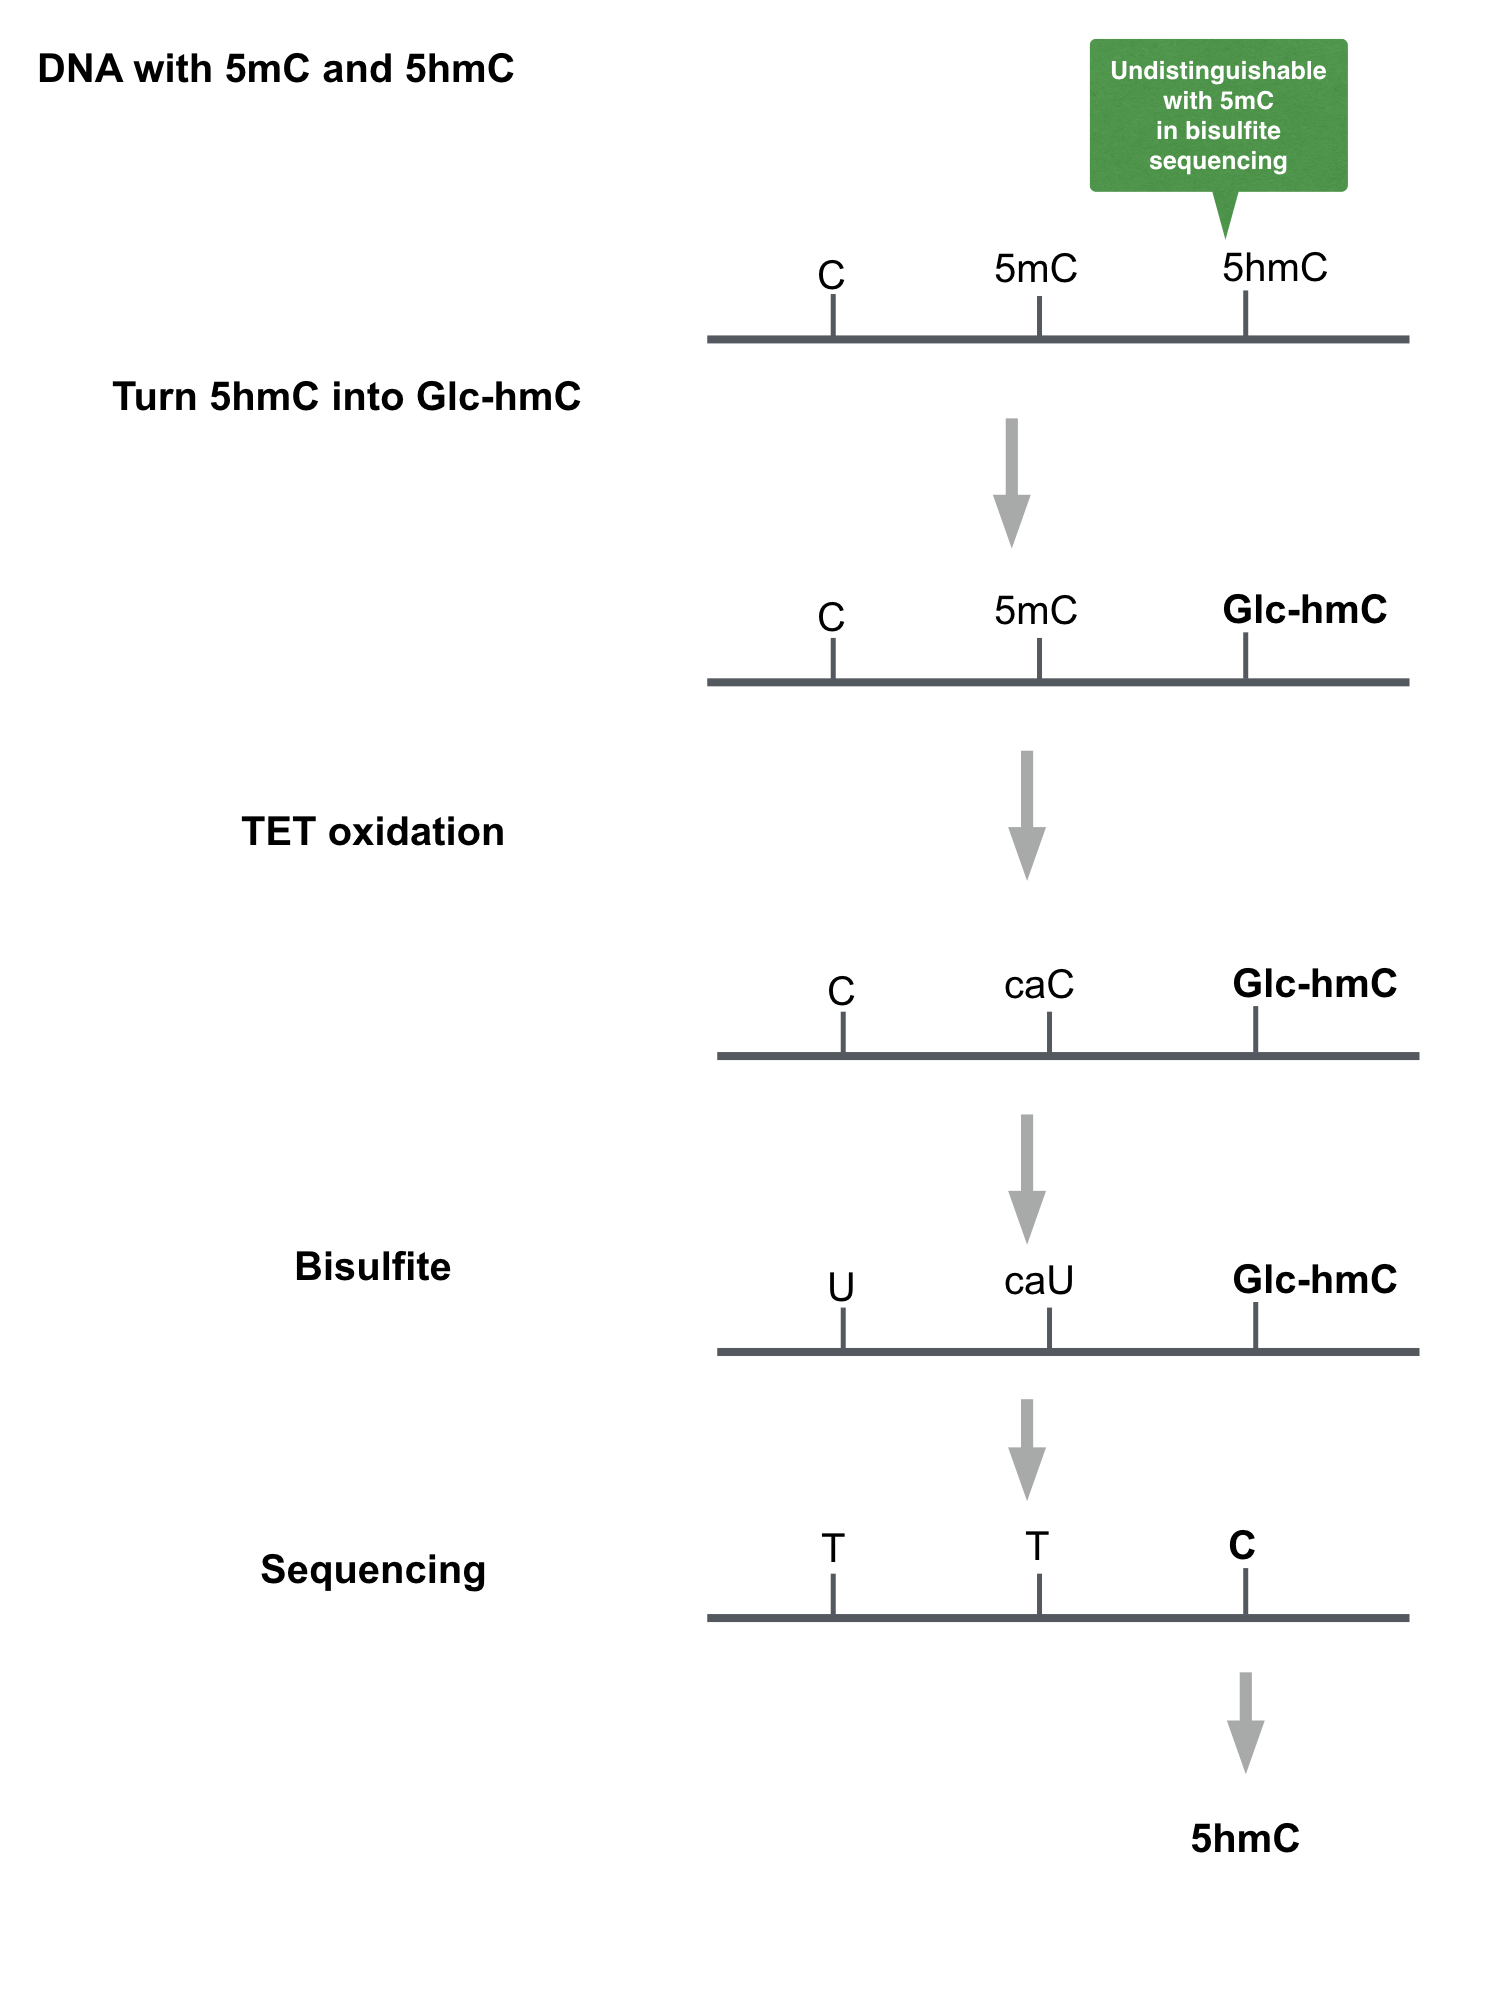 DNA with 5mC and 5hmC
Undistinguishable
with 5mC
in bisulfite
sequencing
C 5mC 5hmC
Turn 5hmC into Glc-hmC
C 5mC Glc-hmC
TET oxidation
C caC Glc-hmC
Bisulfite
U caU Glc-hmC
Sequencing
T T C
5hmC